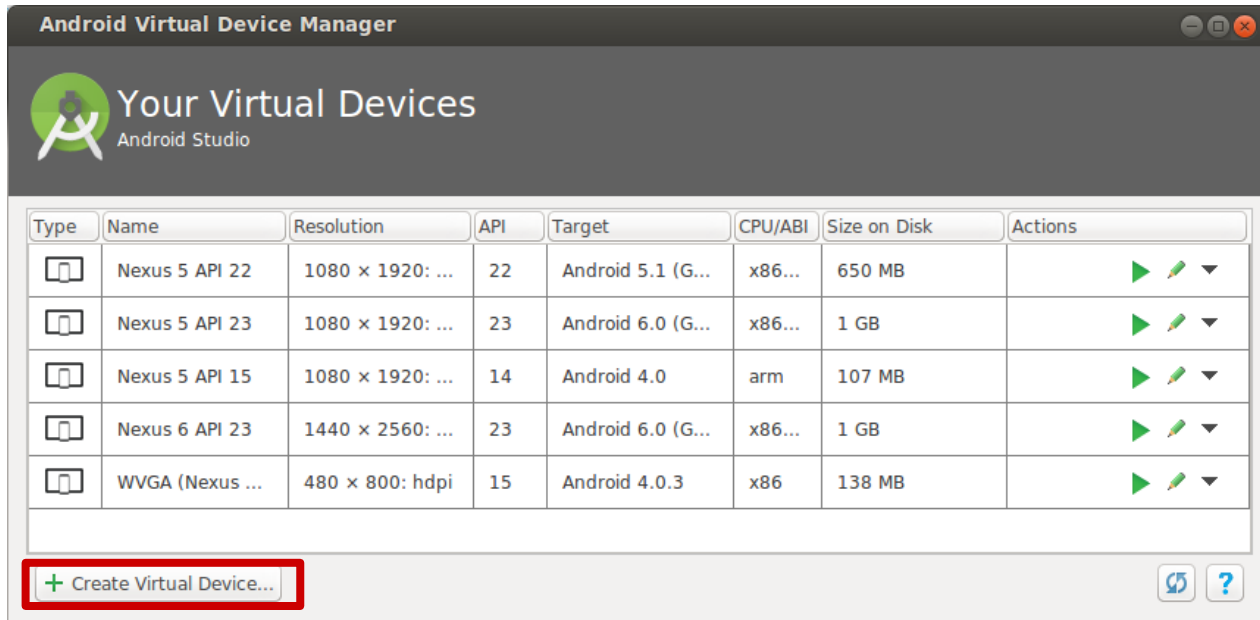 Android Virtual Device Manager
Your Virtual Devices
Android Studio
Type Name Resolution API Target CPU/ABI Size on Disk Actions
Nexus 5 API 22 1080 × 1920: ... 22 Android 5.1 (G... x86... 650 MB
Nexus 5 API 23 1080 × 1920: ... 23 Android 6.0 (G... x86... 1 GB
Nexus 5 API 15 1080 × 1920: ... 14 Android 4.0 arm 107 MB
Nexus 6 API 23 1440 × 2560: ... 23 Android 6.0 (G... x86... 1 GB
WVGA (Nexus ... 480 × 800: hdpi 15 Android 4.0.3 x86 138 MB
+ Create Virtual Device... ?